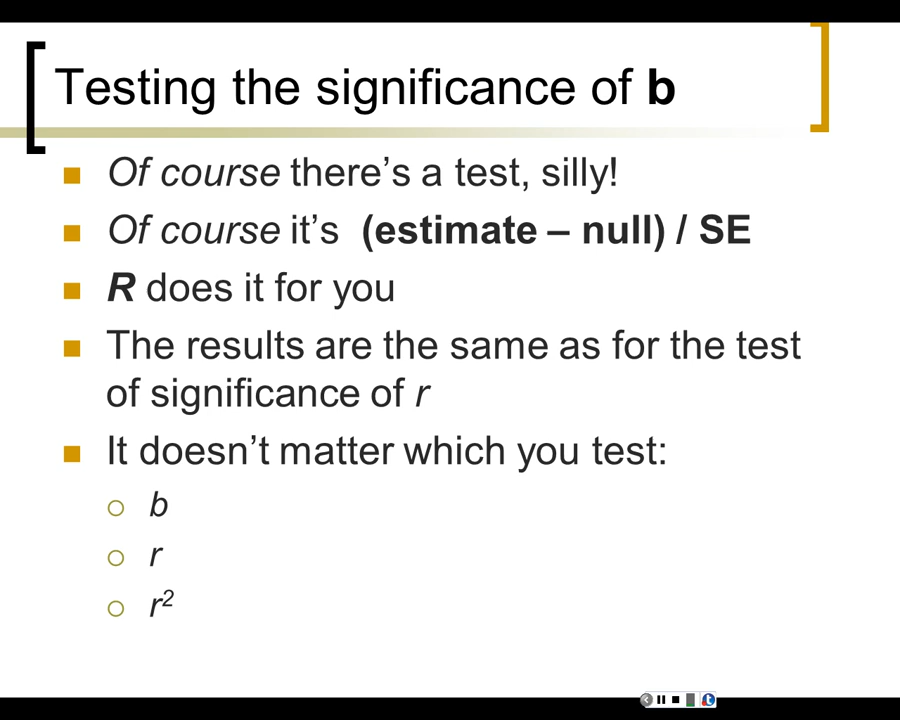 Testing the significance of b
Of course there's a test, silly!
Of course it's (estimate – null) / SE
R does it for you
The results are the same as for the test
of significance of r
It doesn't matter which you test:
b
r
r²